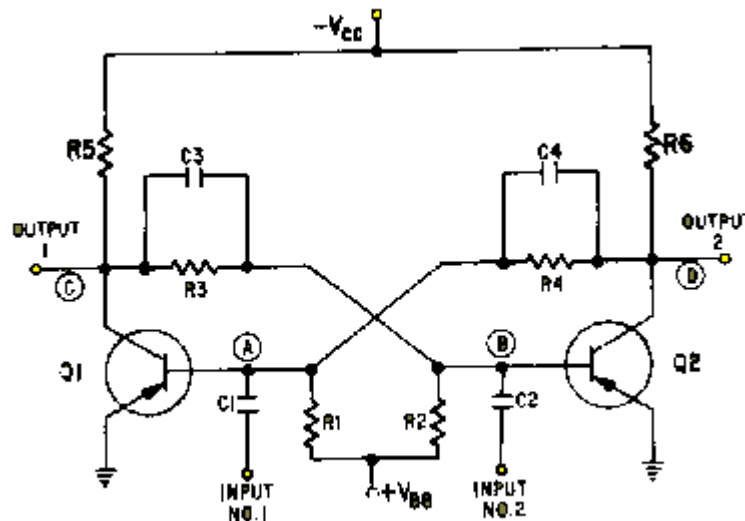 -Vcc
R5
R6
C3
C4
OUTPUT
1
OUTPUT
2
C
R3
R4
D
Q1
A
B
Q2
C1
R1
R2
C2
INPUT
NO.1
+VBB
INPUT
NO.2